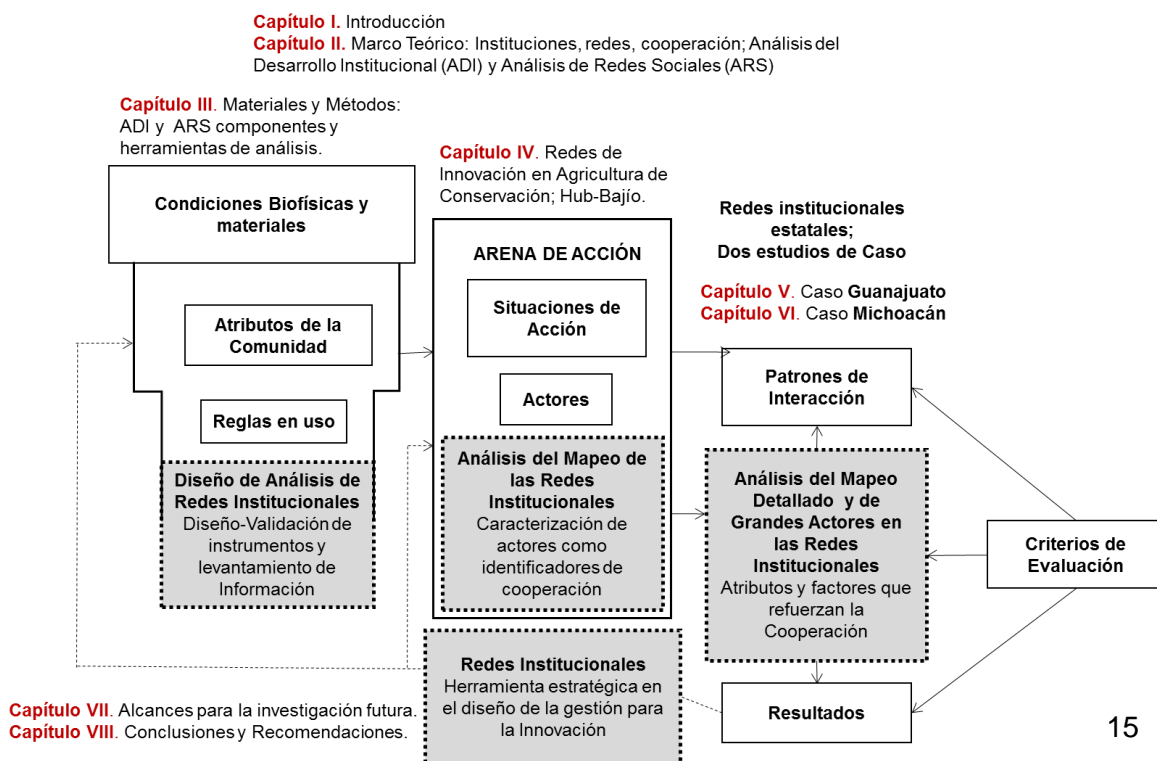 Capítulo I. Introducción
Capítulo II. Marco Teórico: Instituciones, redes, cooperación; Análisis del
Desarrollo Institucional (ADI) y Análisis de Redes Sociales (ARS)
Capítulo III. Materiales y Métodos:
ADI y ARS componentes y
herramientas de análisis.
Condiciones Biofísicas y
materiales
Atributos de la
Comunidad
Reglas en uso
Diseño de Análisis de
Redes Institucionales
Diseño-Validación de
instrumentos y
levantamiento de
Información
Capítulo IV. Redes de
Innovación en Agricultura de
Conservación; Hub-Bajío.
ARENA DE ACCIÓN
Situaciones de
Acción
Actores
Análisis del Mapeo de
las Redes
Institucionales
Caracterización de
actores como
identificadores de
cooperación
Redes institucionales
estatales;
Dos estudios de Caso
Capítulo V. Caso Guanajuato
Capítulo VI. Caso Michoacán
Patrones de
Interacción
Análisis del Mapeo
Detallado y de
Grandes Actores en
las Redes
Institucionales
Atributos y factores que
refuerzan la
Cooperación
Criterios de
Evaluación
Resultados
Redes Institucionales
Herramienta estratégica en
el diseño de la gestión para
la Innovación
Capítulo VII. Alcances para la investigación futura.
Capítulo VIII. Conclusiones y Recomendaciones.
15